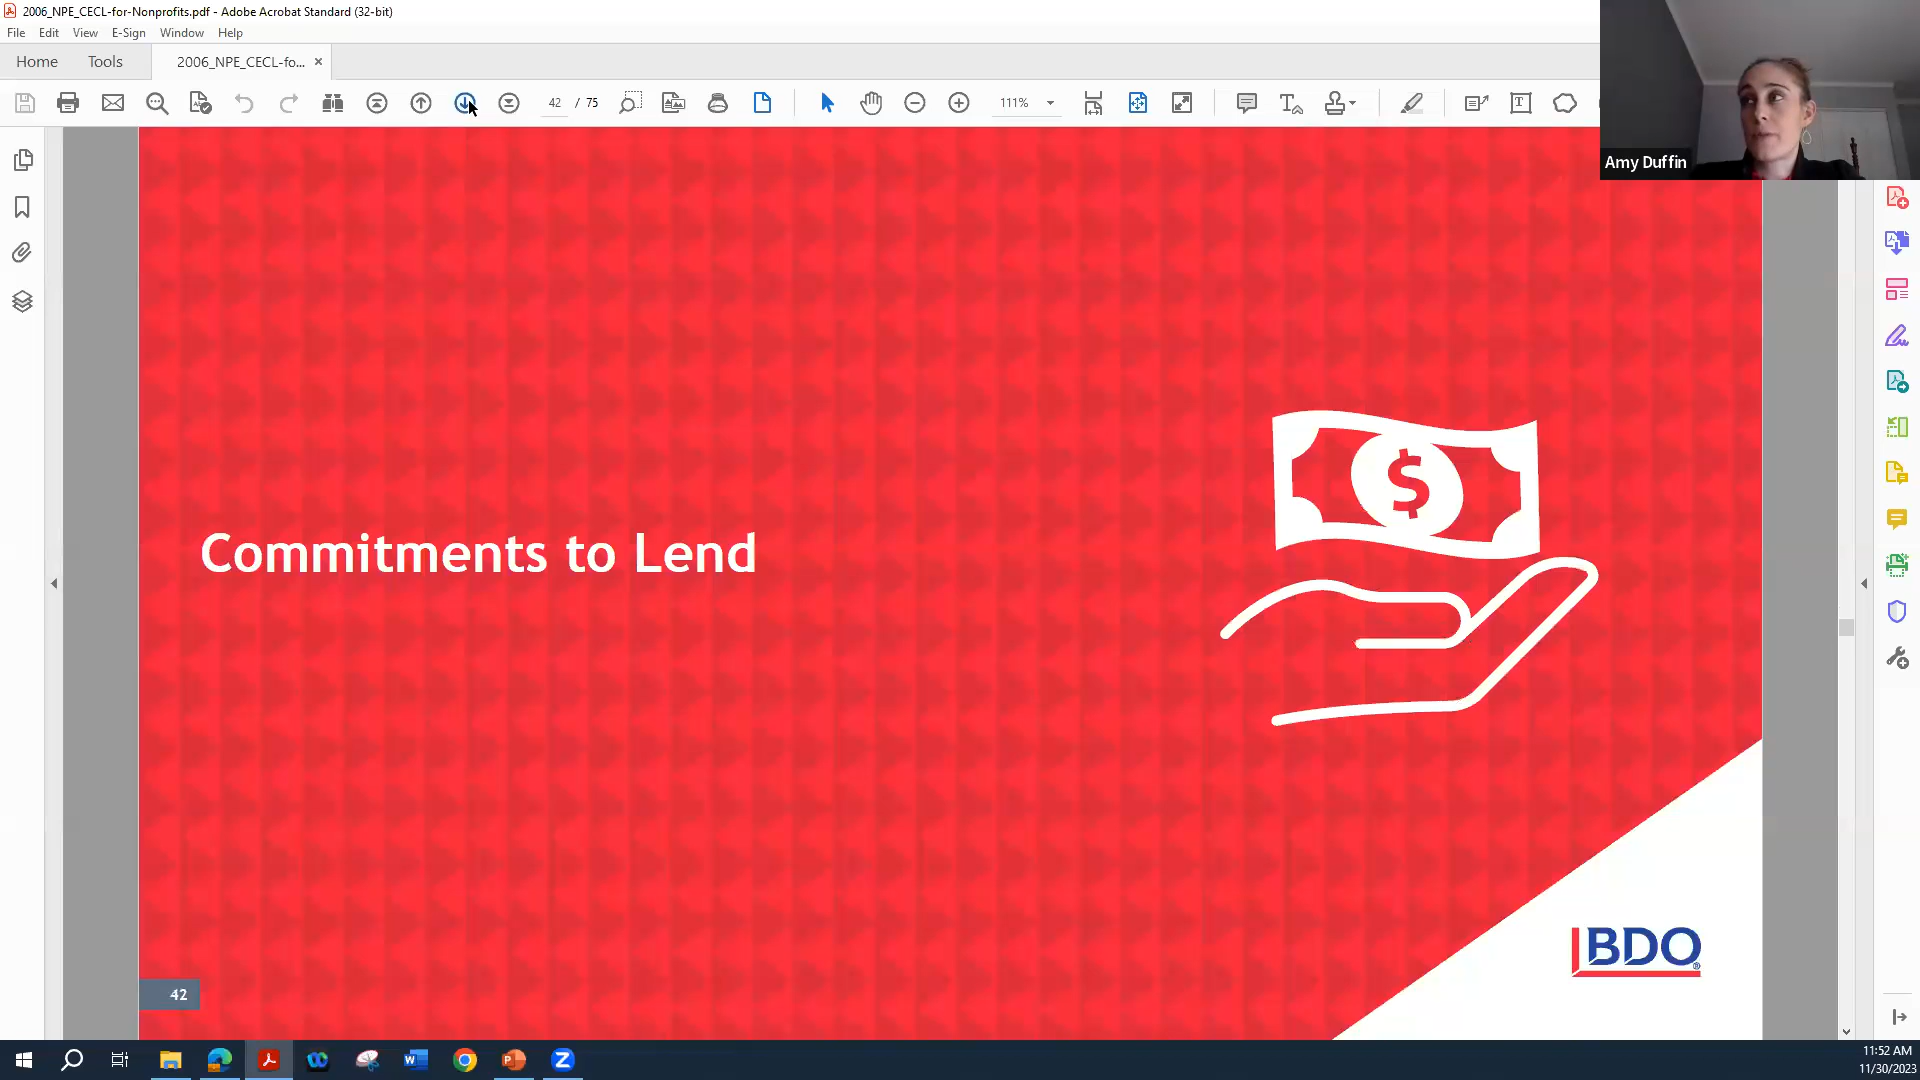 2006_NPE_CECL-for-Nonprofits.pdf - Adobe Acrobat Standard (32-bit)
File Edit View E-Sign Window Help
Home Tools 2006_NPE_CECL-fo... ×
42 / 75 111%
Amy Duffin
$
Commitments to Lend
BDO®
42
11:52 AM
11/30/2023